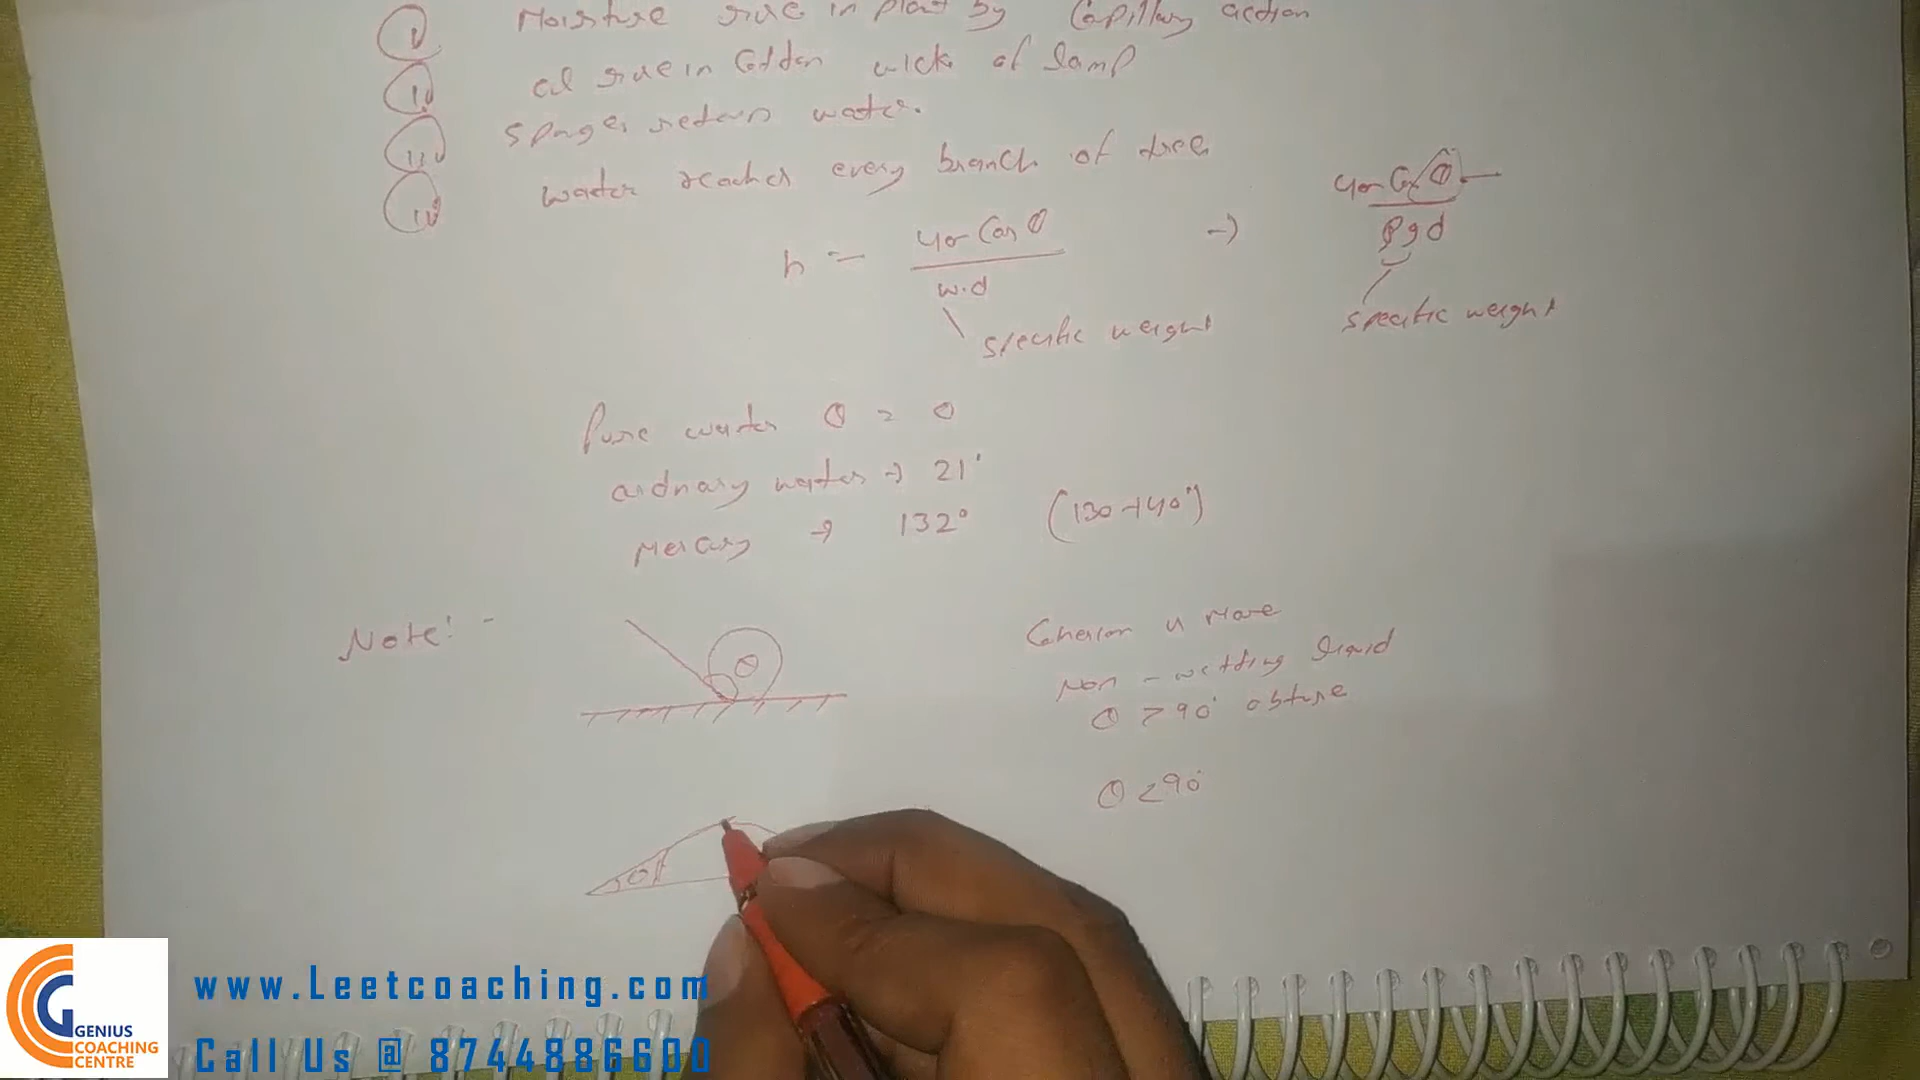 (i) Moisture rise in plant by Capillary action
(ii) oil rise in Cotton wick of lamp
(iii) Sponges retain water.
(iv) water reaches every branch of tree
h = 4σ Cos θ / w.d → 4σ Cos θ / ρgd
specific weight
specific weight
Pure water θ = 0
ordinary water → 21°
Mercury → 132° (130-140°)
Note: -
θ
Cohesion is More
Non - wetting liquid
θ > 90° obtuse
θ < 90°
θ
G GENIUS
COACHING
CENTRE
www.Leetcoaching.com
Call Us @ 8744886600